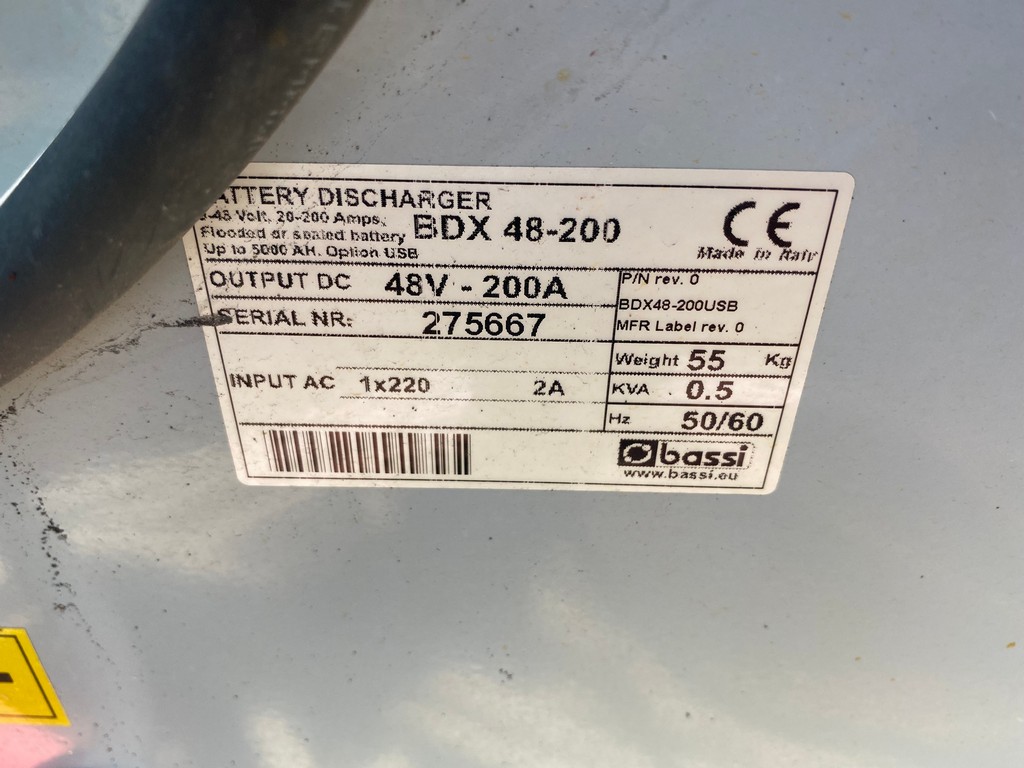 ATTERY DISCHARGER
-48 Volt, 20-200 Amps,
Flooded or sealed battery
BDX 48-200
Up to 5000 AH. Option USB
CE
Made in Italy
OUTPUT DC 48V - 200A
P/N rev. 0
BDX48-200USB
SERIAL NR: 275667
MFR Label rev. 0
Weight 55 Kg
INPUT AC 1x220 2A
KVA 0.5
Hz 50/60
bassi
www.bassi.eu